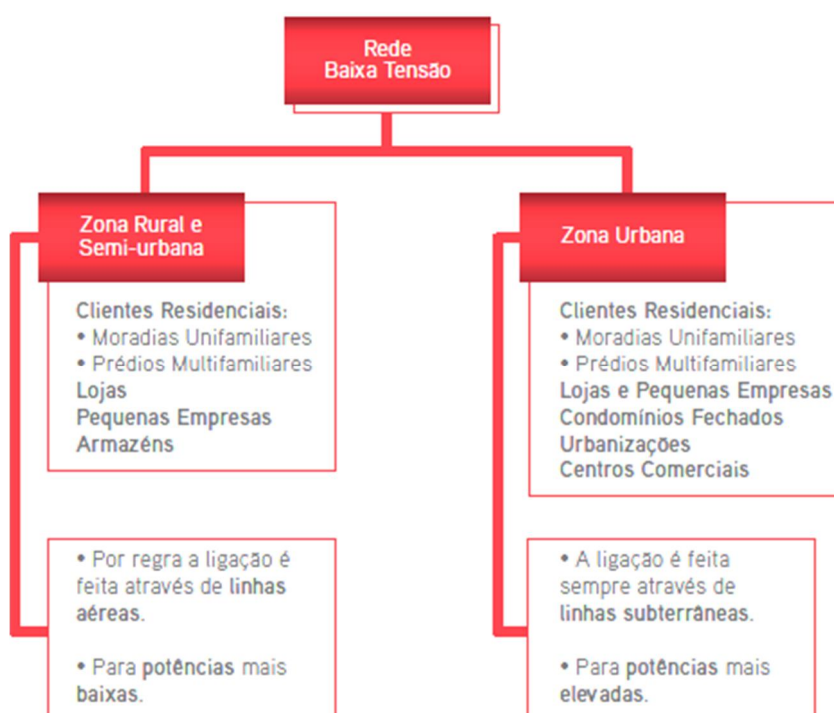 Rede
Baixa Tensão
Zona Rural e
Semi-urbana
Clientes Residenciais:
• Moradias Unifamiliares
• Prédios Multifamiliares
Lojas
Pequenas Empresas
Armazéns
• Por regra a ligação é
feita através de linhas
aéreas.
• Para potências mais
baixas.
Zona Urbana
Clientes Residenciais:
• Moradias Unifamiliares
• Prédios Multifamiliares
Lojas e Pequenas Empresas
Condomínios Fechados
Urbanizações
Centros Comerciais
• A ligação é feita
sempre através de
linhas subterrâneas.
• Para potências mais
elevadas.